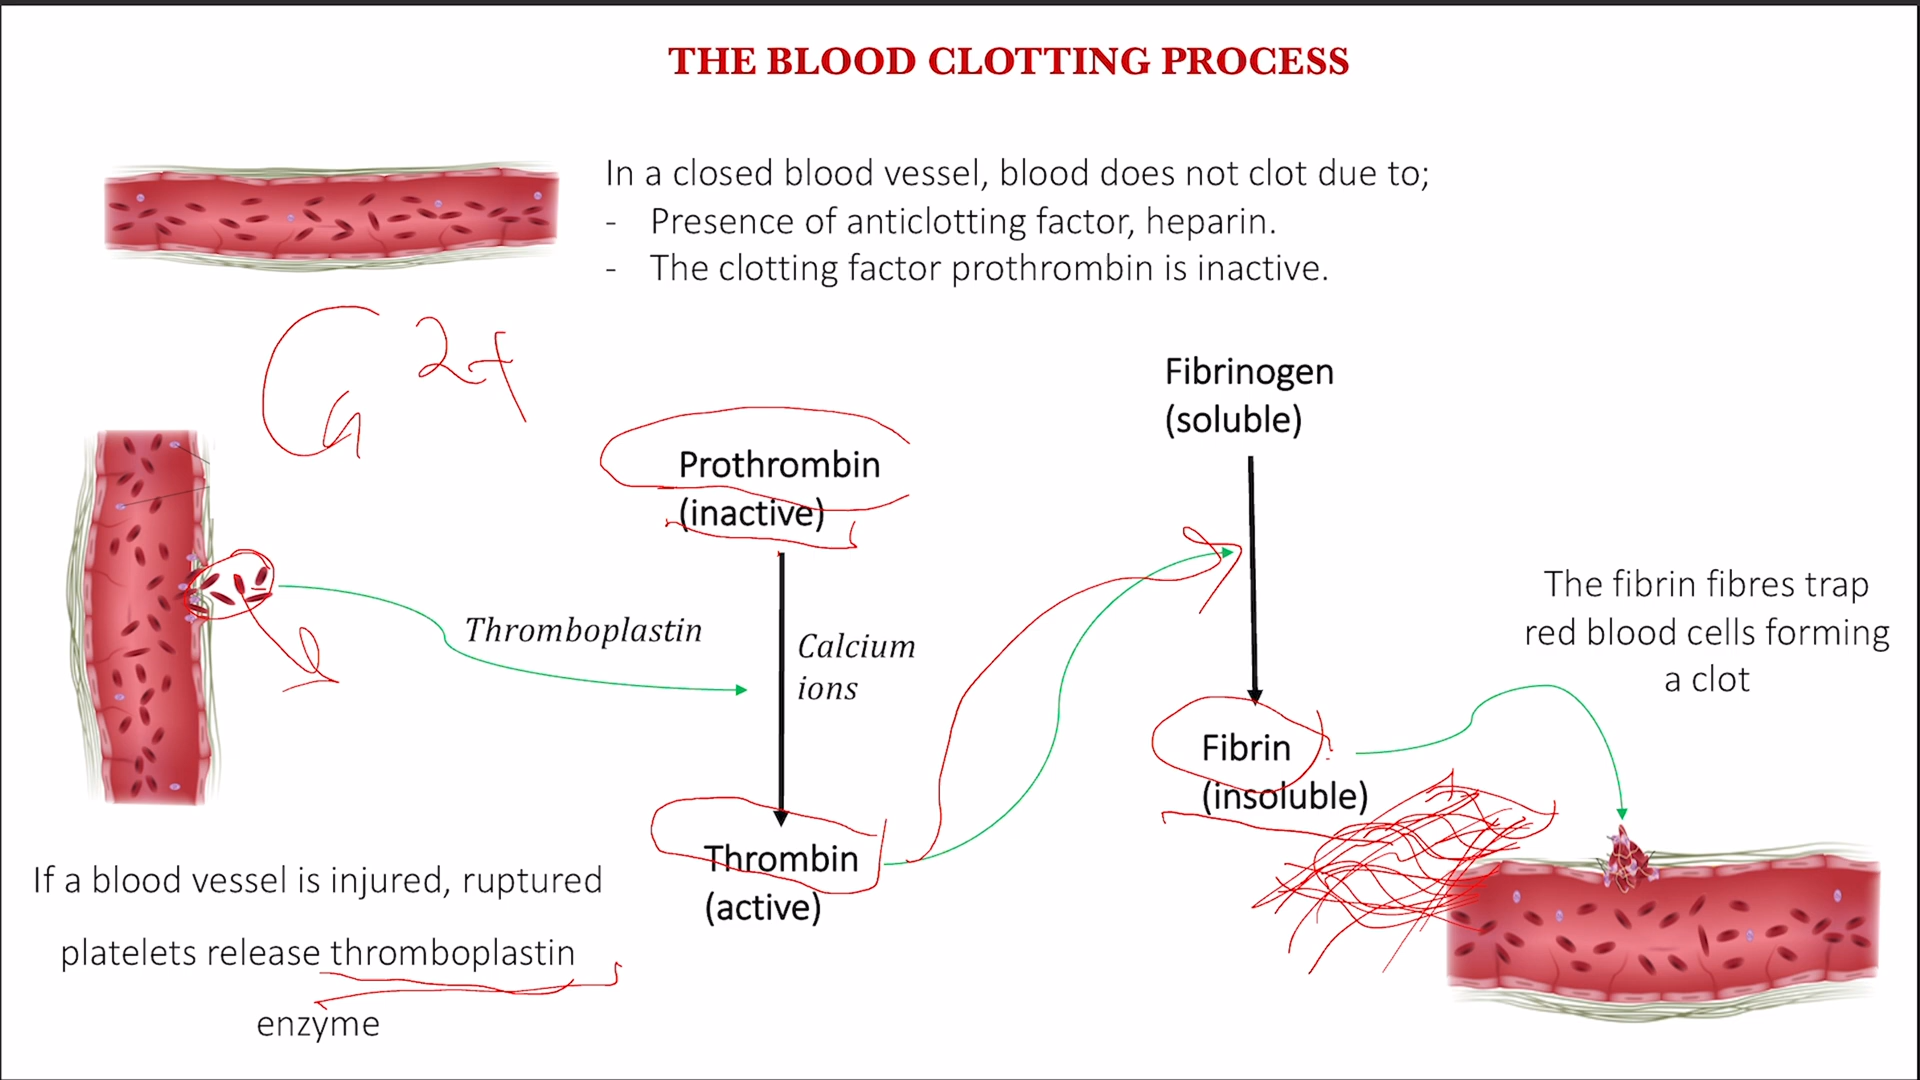 THE BLOOD CLOTTING PROCESS
In a closed blood vessel, blood does not clot due to;
- Presence of anticlotting factor, heparin.
- The clotting factor prothrombin is inactive.
Ca 2+
Fibrinogen
(soluble)
Prothrombin
(inactive)
Thromboplastin
Calcium
ions
The fibrin fibres trap
red blood cells forming
a clot
Fibrin
(insoluble)
Thrombin
(active)
If a blood vessel is injured, ruptured
platelets release thromboplastin
enzyme